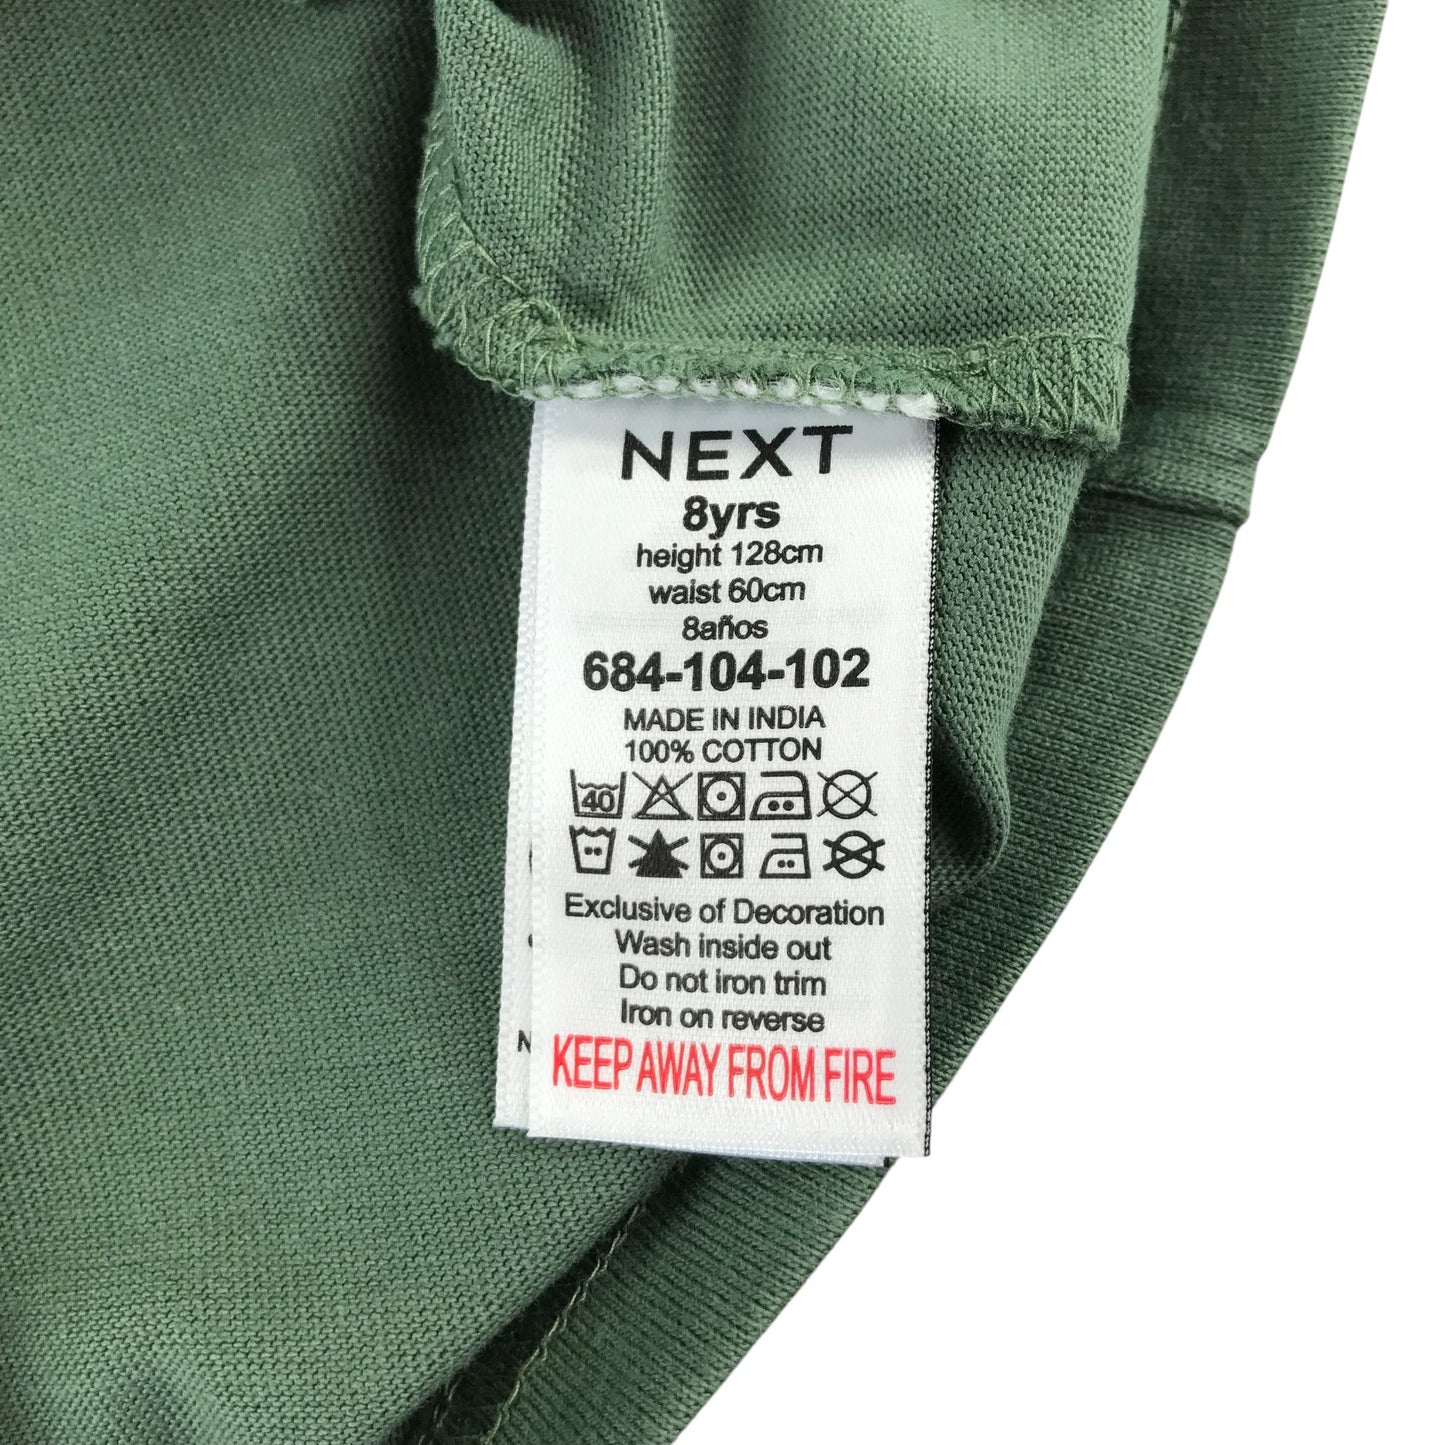 NEXT
8yrs
height 128cm
waist 60cm
8años
684-104-102
MADE IN INDIA
100% COTTON
40
Exclusive of Decoration
Wash inside out
Do not iron trim
Iron on reverse
N
KEEP AWAY FROM FIRE